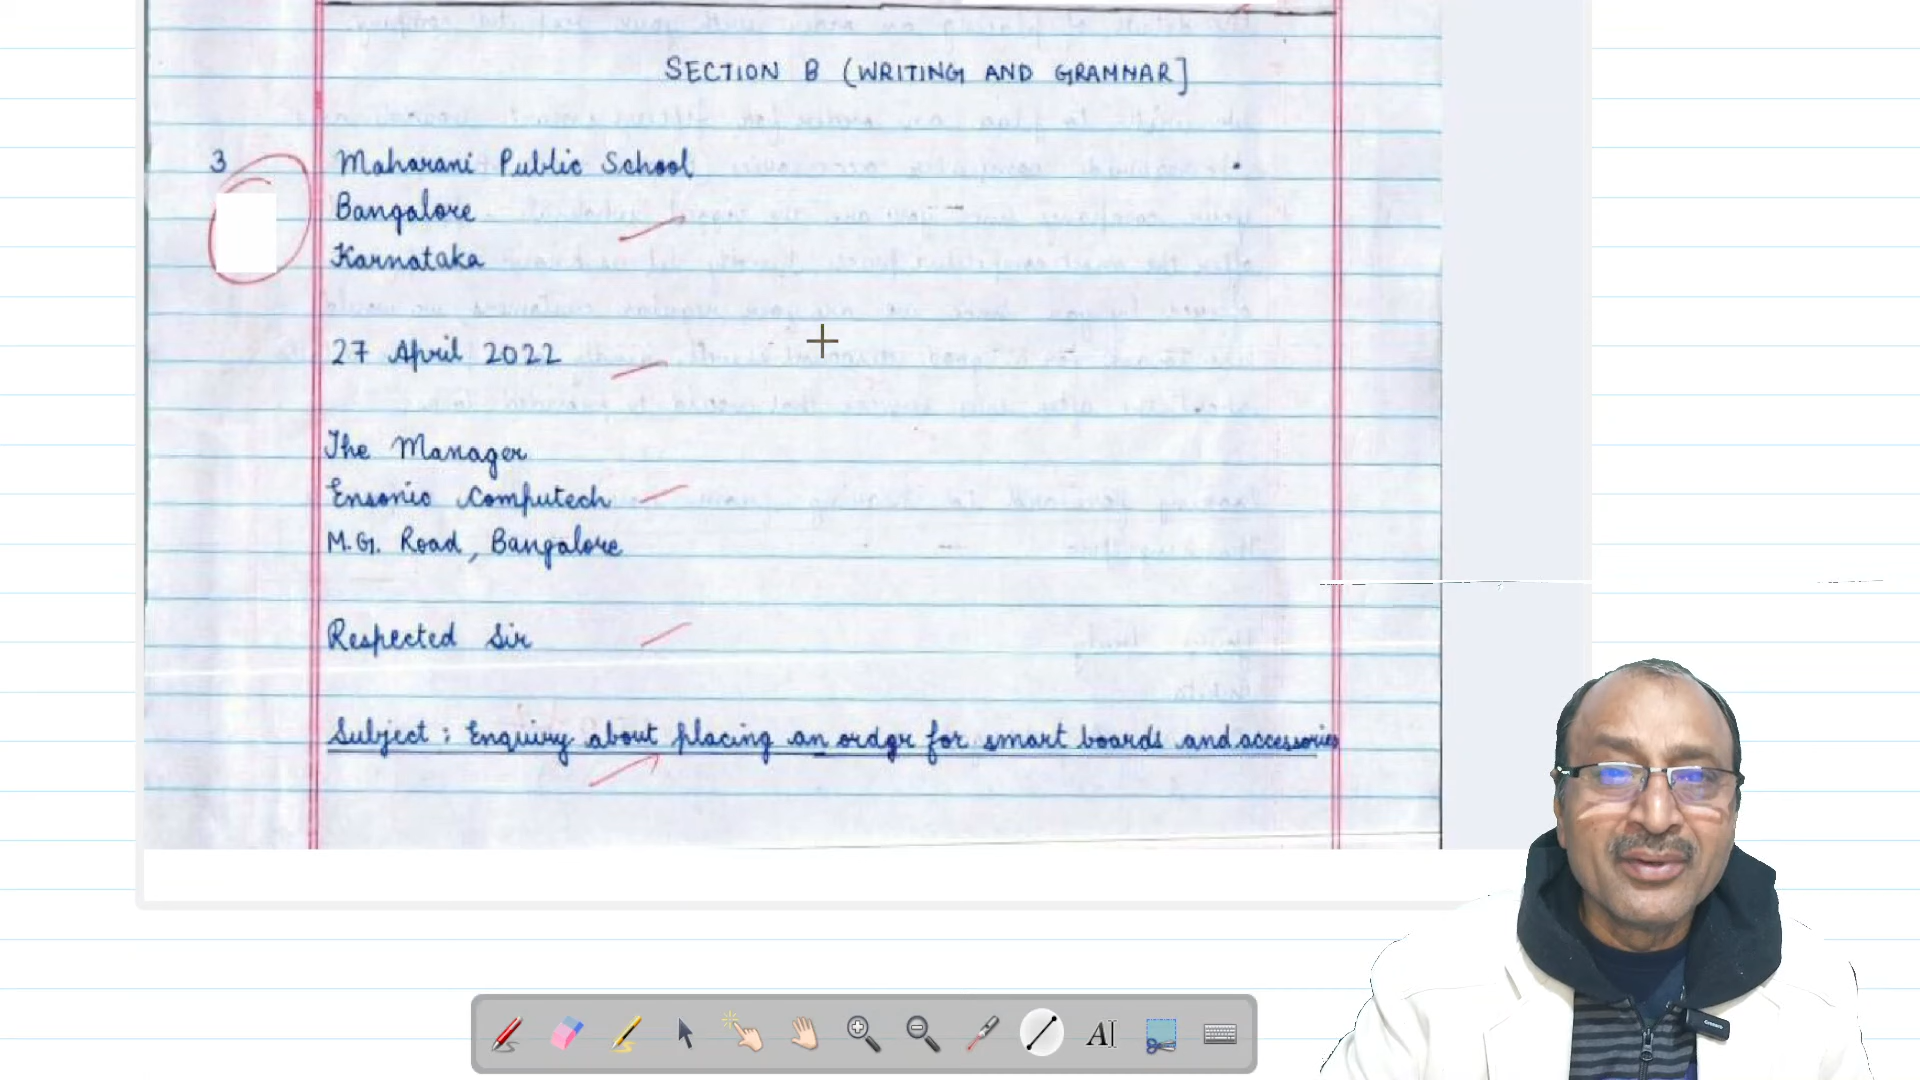 SECTION B (WRITING AND GRAMMAR]
3
Maharani Public School
Bangalore
Karnataka
27 April 2022
The Manager
Ensonic Computech
M.G. Road, Bangalore
Respected Sir
Subject : Enquiry about placing an order for smart boards and accessories
AI